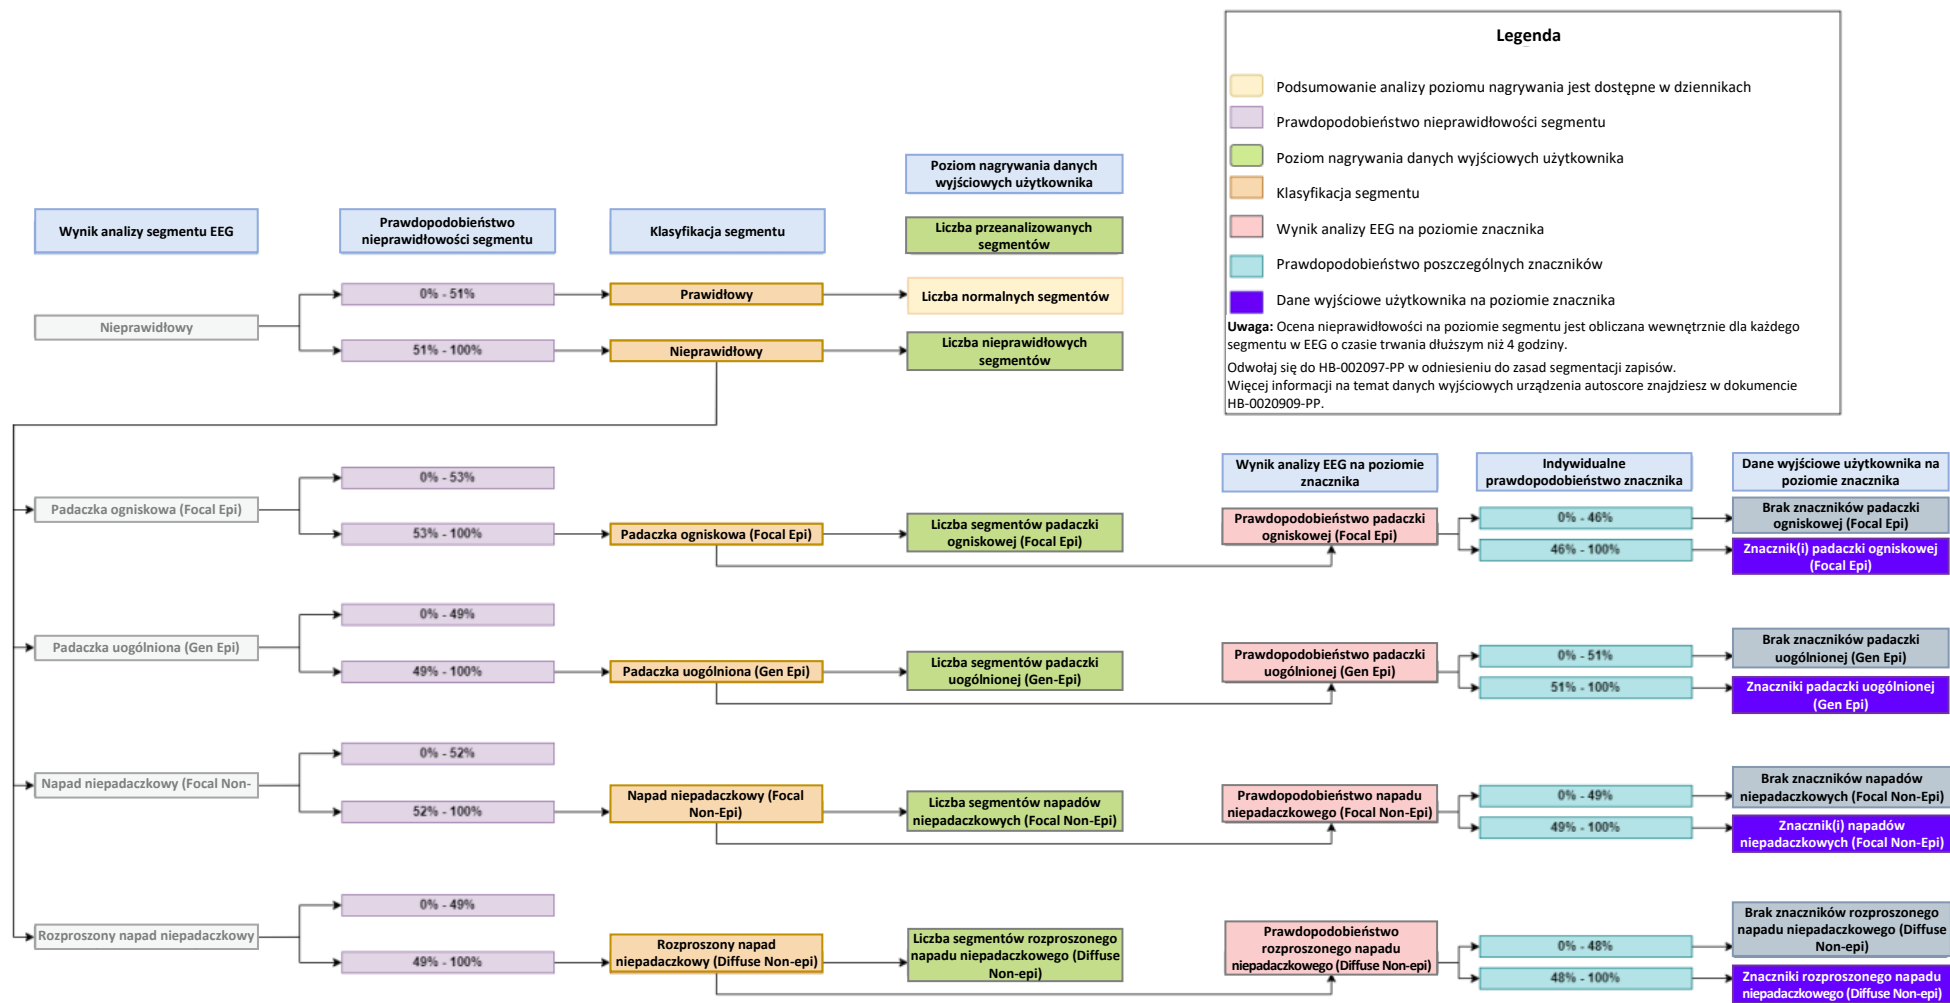 Legenda
Podsumowanie analizy poziomu nagrywania jest dostępne w dziennikach
Prawdopodobieństwo nieprawidłowości segmentu
Poziom nagrywania danych wyjściowych użytkownika
Klasyfikacja segmentu
Wynik analizy EEG na poziomie znacznika
Prawdopodobieństwo poszczególnych znaczników
Dane wyjściowe użytkownika na poziomie znacznika
Uwaga: Ocena nieprawidłowości na poziomie segmentu jest obliczana wewnętrznie dla każdego
segmentu w EEG o czasie trwania dłuższym niż 4 godziny.
Odwołaj się do HB-002097-PP w odniesieniu do zasad segmentacji zapisów.
Więcej informacji na temat danych wyjściowych urządzenia autoscore znajdziesz w dokumencie
HB-0020909-PP.
Wynik analizy segmentu EEG
Prawdopodobieństwo
nieprawidłowości segmentu
Klasyfikacja segmentu
Poziom nagrywania danych
wyjściowych użytkownika
Liczba przeanalizowanych
segmentów
Nieprawidłowy
0% - 51%
Prawidłowy
Liczba normalnych segmentów
51% - 100%
Nieprawidłowy
Liczba nieprawidłowych
segmentów
Wynik analizy EEG na poziomie
znacznika
Indywidualne
prawdopodobieństwo znacznika
Dane wyjściowe użytkownika na
poziomie znacznika
Padaczka ogniskowa (Focal Epi)
0% - 53%
53% - 100%
Padaczka ogniskowa (Focal Epi)
Liczba segmentów padaczki
ogniskowej (Focal Epi)
Prawdopodobieństwo padaczki
ogniskowej (Focal Epi)
0% - 46%
Brak znaczników padaczki
ogniskowej (Focal Epi)
46% - 100%
Znacznik(i) padaczki ogniskowej
(Focal Epi)
Padaczka uogólniona (Gen Epi)
0% - 49%
49% - 100%
Padaczka uogólniona (Gen Epi)
Liczba segmentów padaczki
uogólnionej (Gen-Epi)
Prawdopodobieństwo padaczki
uogólnionej (Gen Epi)
0% - 51%
Brak znaczników padaczki
uogólnionej (Gen Epi)
51% - 100%
Znaczniki padaczki uogólnionej
(Gen Epi)
Napad niepadaczkowy (Focal Non-
0% - 52%
52% - 100%
Napad niepadaczkowy (Focal
Non-Epi)
Liczba segmentów napadów
niepadaczkowych (Focal Non-Epi)
Prawdopodobieństwo napadu
niepadaczkowego (Focal Non-Epi)
0% - 49%
Brak znaczników napadów
niepadaczkowych (Focal Non-Epi)
49% - 100%
Znacznik(i) napadów
niepadaczkowych (Focal Non-Epi)
Rozproszony napad niepadaczkowy
0% - 49%
49% - 100%
Rozproszony napad
niepadaczkowy (Diffuse Non-epi)
Liczba segmentów rozproszonego
napadu niepadaczkowego (Diffuse
Non-epi)
Prawdopodobieństwo
rozproszonego napadu
niepadaczkowego (Diffuse Non-epi)
0% - 48%
Brak znaczników rozproszonego
napadu niepadaczkowego (Diffuse
Non-epi)
48% - 100%
Znaczniki rozproszonego napadu
niepadaczkowego (Diffuse Non-epi)